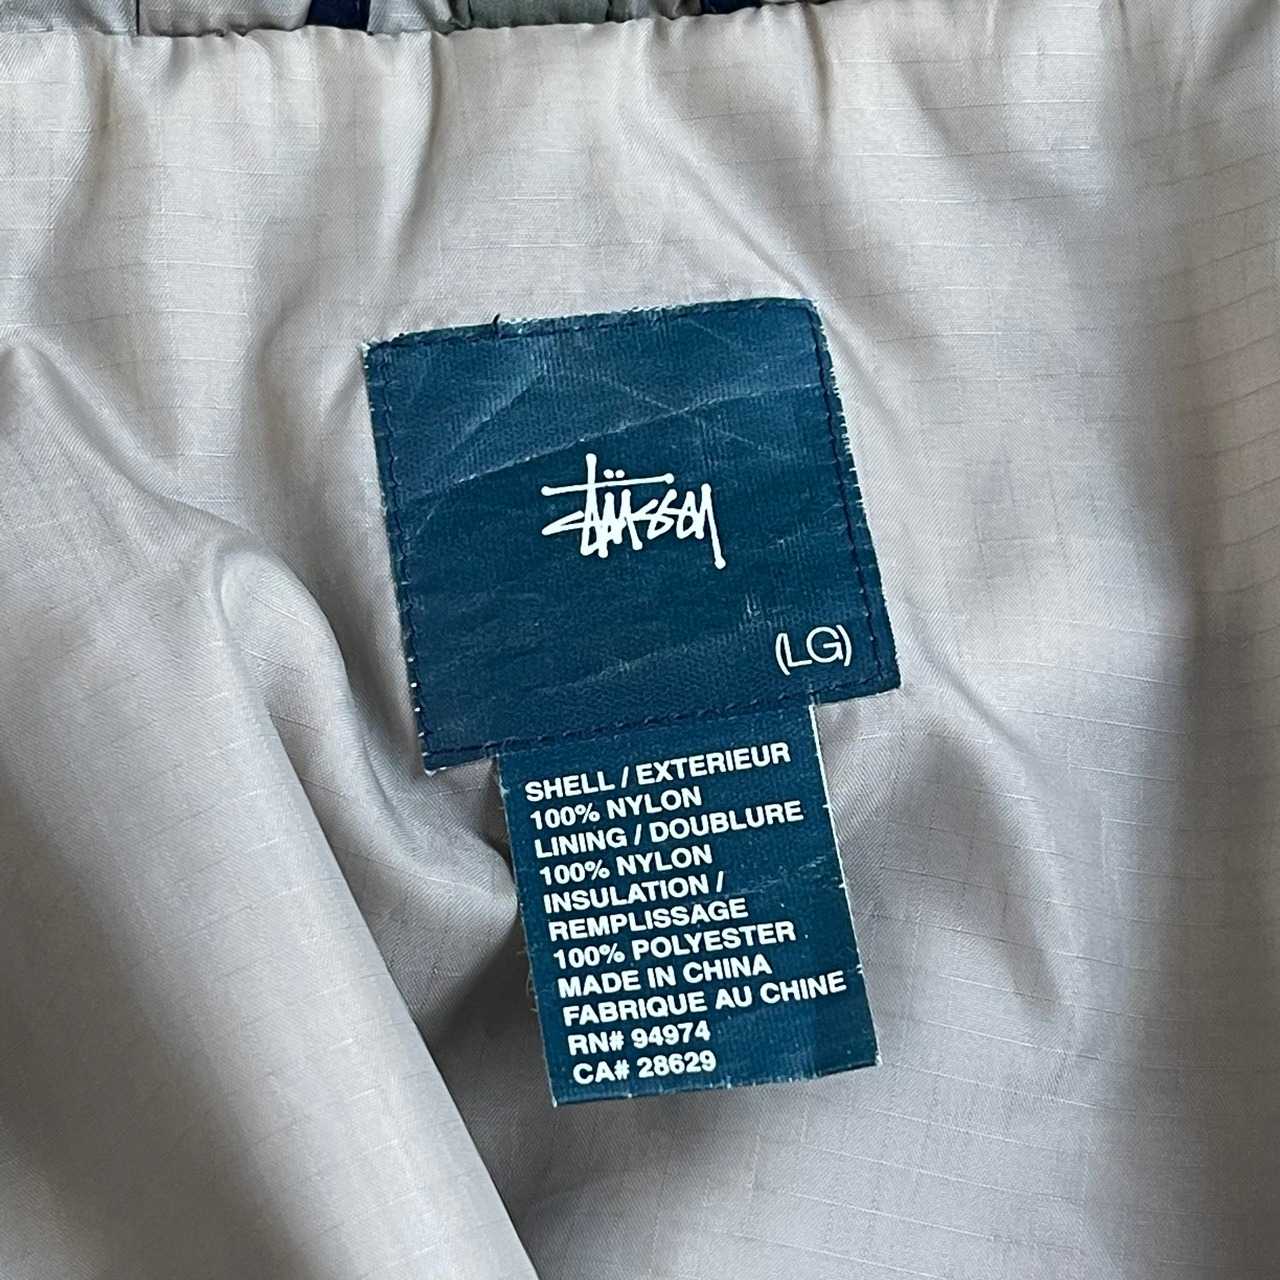 Stüssy
(LG)
SHELL / EXTERIEUR
100% NYLON
LINING / DOUBLURE
100% NYLON
INSULATION /
REMPLISSAGE
100% POLYESTER
MADE IN CHINA
FABRIQUE AU CHINE
RN# 94974
CA# 28629